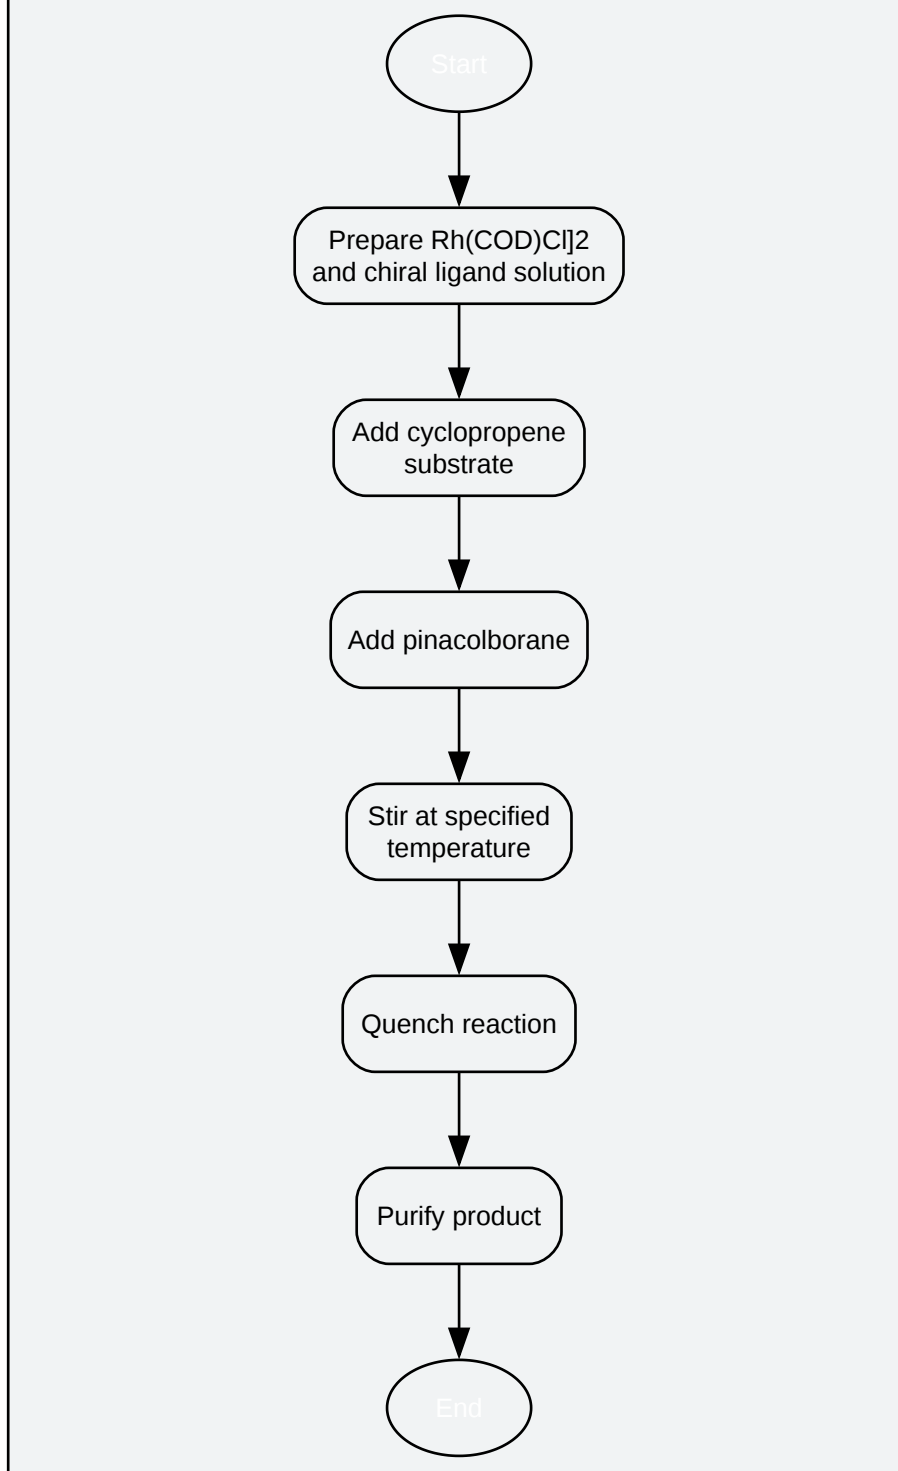 Start
Prepare Rh(COD)Cl]2
and chiral ligand solution
Add cyclopropene
substrate
Add pinacolborane
Stir at specified
temperature
Quench reaction
Purify product
End